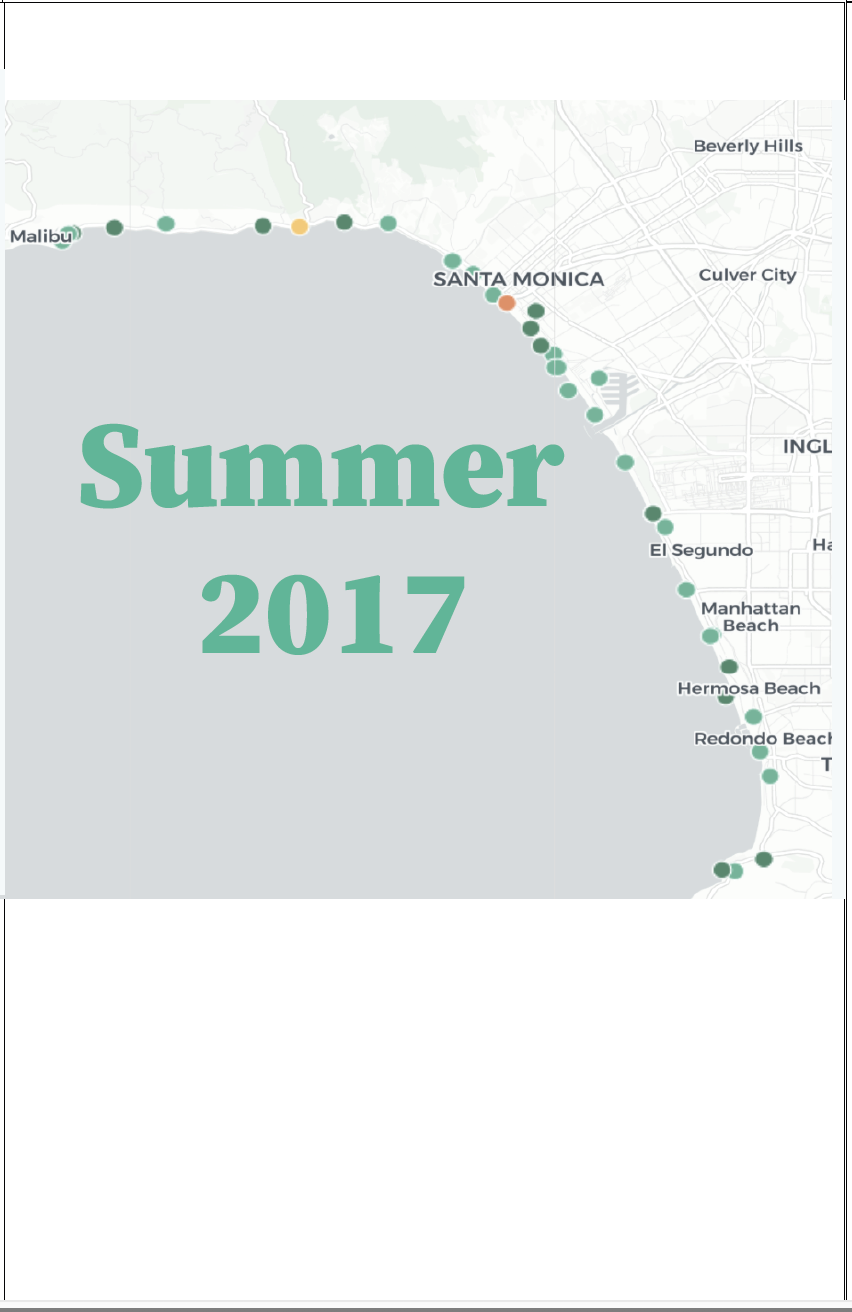 Beverly Hills
Malibu
SANTA MONICA
Culver City
Summer
INGL
2017
El Segundo
Ha
Manhattan
Beach
Hermosa Beach
Redondo Beach
T